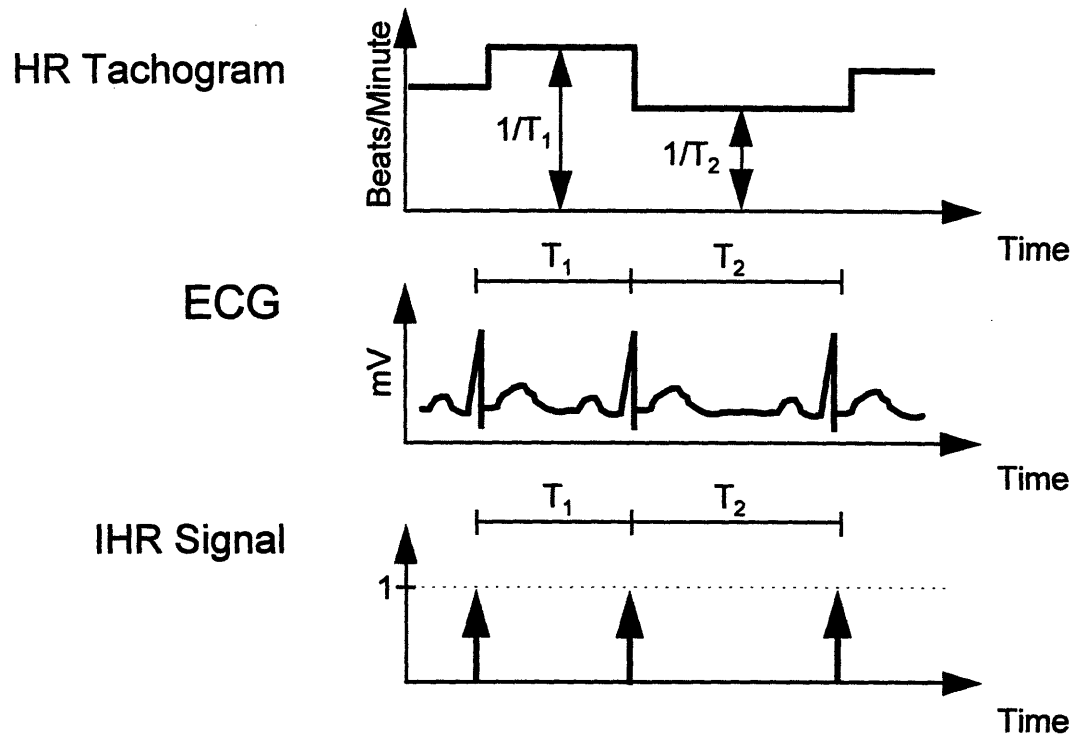 HR Tachogram
Beats/Minute
1/T₁
1/T₂
Time
T₁ T₂
ECG
mV
Time
T₁ T₂
IHR Signal
1
Time